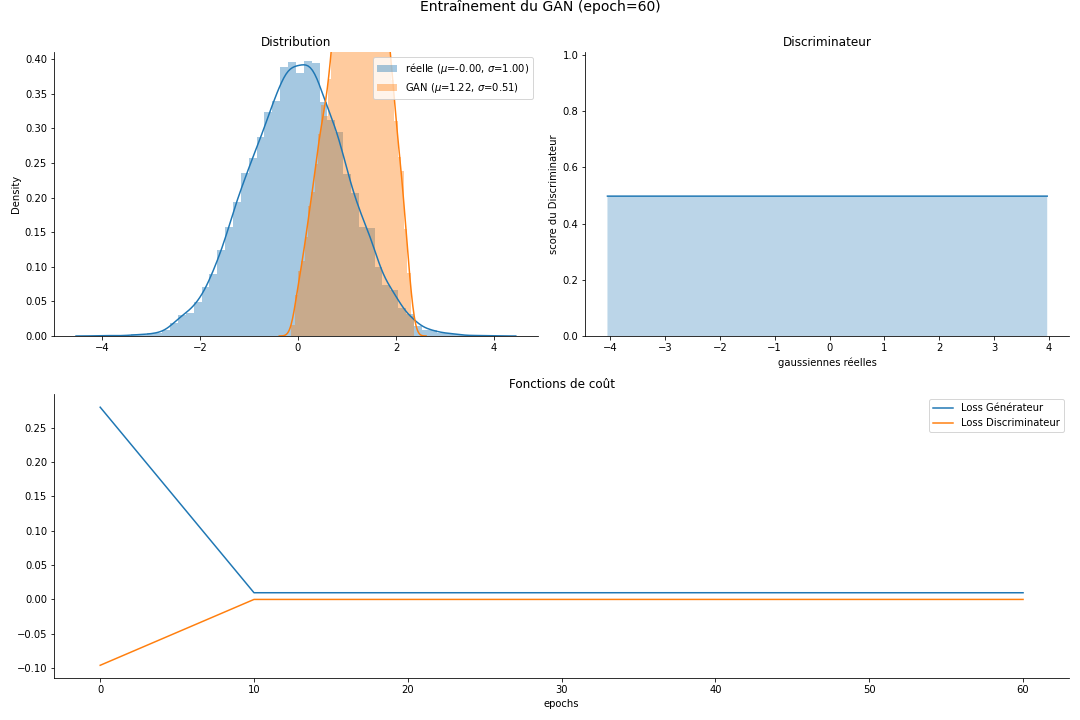 Entraînement du GAN (epoch=60)
Distribution
réelle (μ=-0.00, σ=1.00)
GAN (μ=1.22, σ=0.51)
Density
0.40
0.35
0.30
0.25
0.20
0.15
0.10
0.05
0.00
−4 −2 0 2 4
Discriminateur
score du Discriminateur
1.0
0.8
0.6
0.4
0.2
0.0
−4 −3 −2 −1 0 1 2 3 4
gaussiennes réelles
Fonctions de coût
Loss Générateur
Loss Discriminateur
0.25
0.20
0.15
0.10
0.05
0.00
−0.05
−0.10
0 10 20 30 40 50 60
epochs